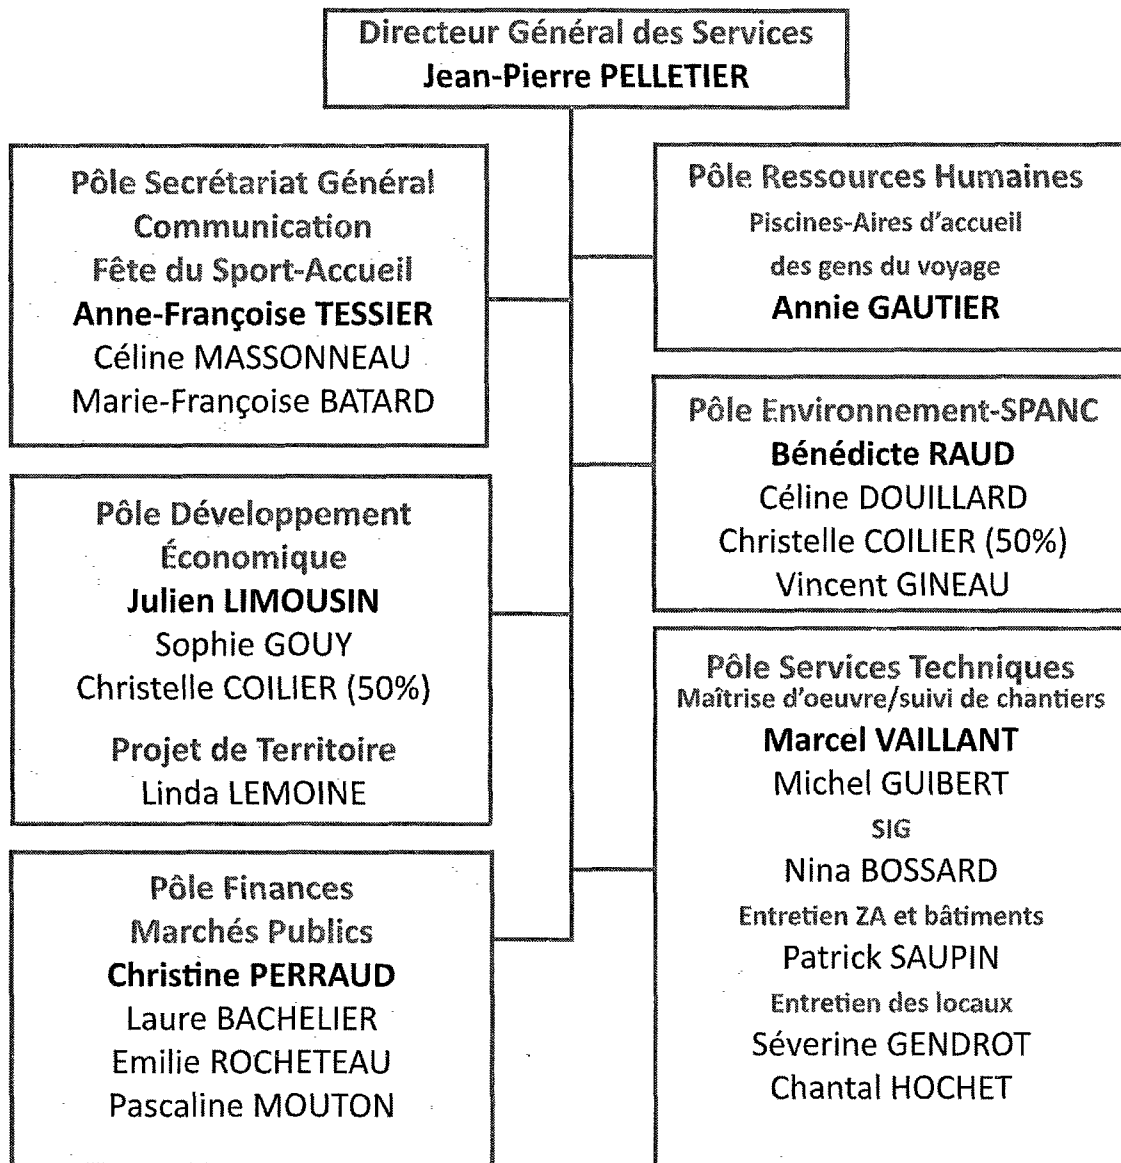 Directeur Général des Services
Jean-Pierre PELLETIER
Pôle Secrétariat Général
Communication
Fête du Sport-Accueil
Anne-Françoise TESSIER
Céline MASSONNEAU
Marie-Françoise BATARD
Pôle Développement
Économique
Julien LIMOUSIN
Sophie GOUY
Christelle COILIER (50%)
Projet de Territoire
Linda LEMOINE
Pôle Finances
Marchés Publics
Christine PERRAUD
Laure BACHELIER
Emilie ROCHETEAU
Pascaline MOUTON
Pôle Ressources Humaines
Piscines-Aires d'accueil
des gens du voyage
Annie GAUTIER
Pôle Environnement-SPANC
Bénédicte RAUD
Céline DOUILLARD
Christelle COILIER (50%)
Vincent GINEAU
Pôle Services Techniques
Maîtrise d'oeuvre/suivi de chantiers
Marcel VAILLANT
Michel GUIBERT
SIG
Nina BOSSARD
Entretien ZA et bâtiments
Patrick SAUPIN
Entretien des locaux
Séverine GENDROT
Chantal HOCHET